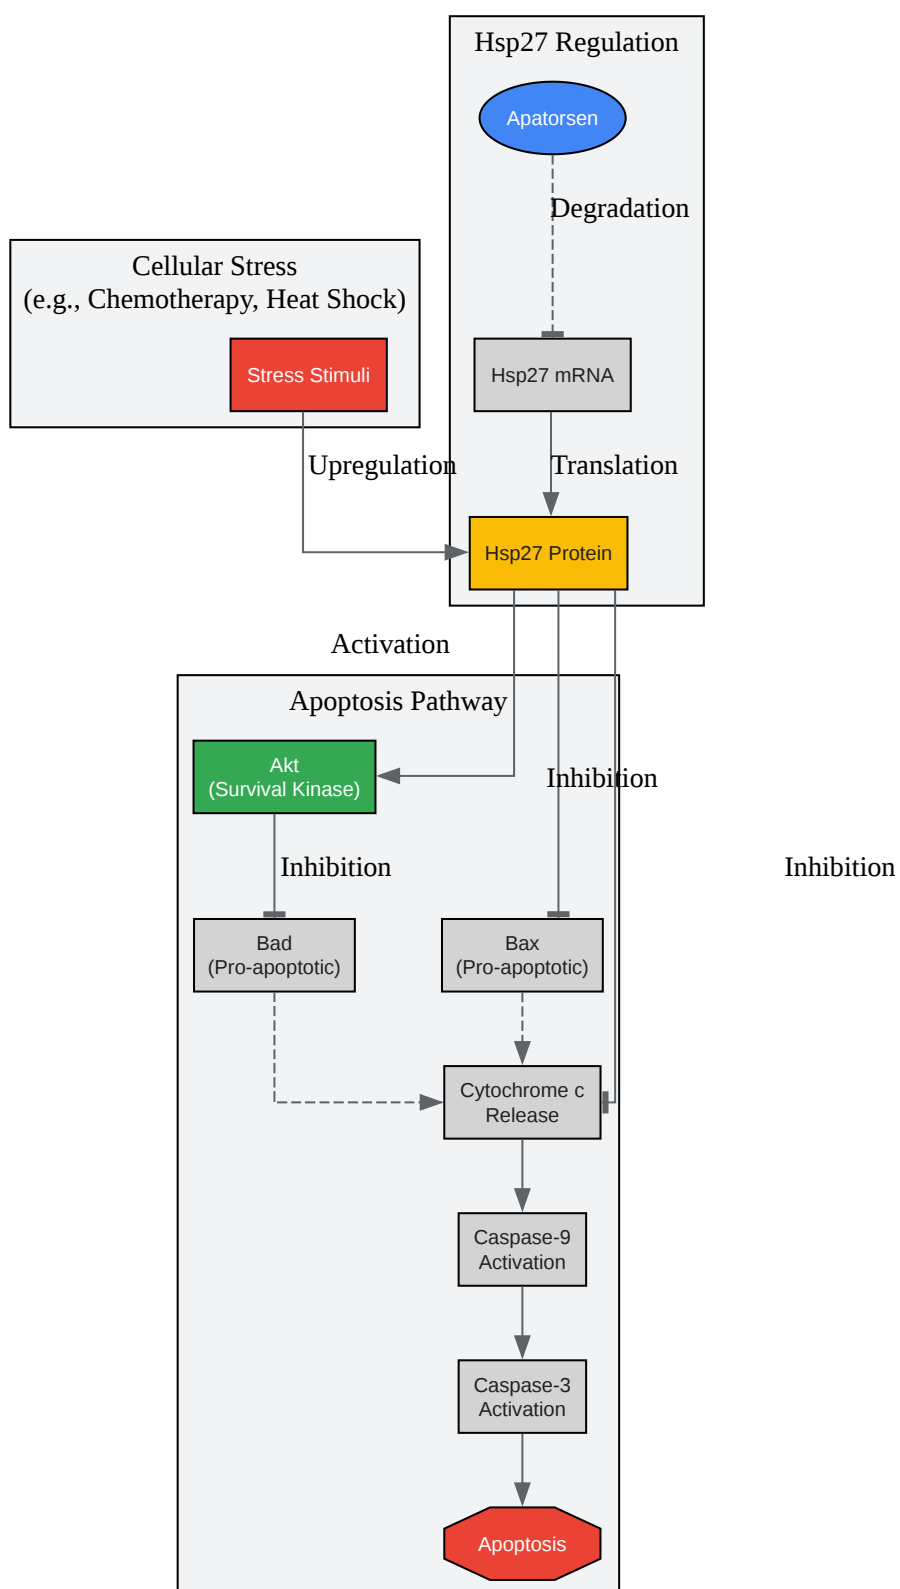 Hsp27 Regulation
Apatorsen
Degradation
Cellular Stress
(e.g., Chemotherapy, Heat Shock)
Stress Stimuli
Hsp27 mRNA
Upregulation
Translation
Hsp27 Protein
Activation
Apoptosis Pathway
Akt
(Survival Kinase)
Inhibition
Inhibition
Inhibition
Bad
(Pro-apoptotic)
Bax
(Pro-apoptotic)
Cytochrome c
Release
Caspase-9
Activation
Caspase-3
Activation
Apoptosis